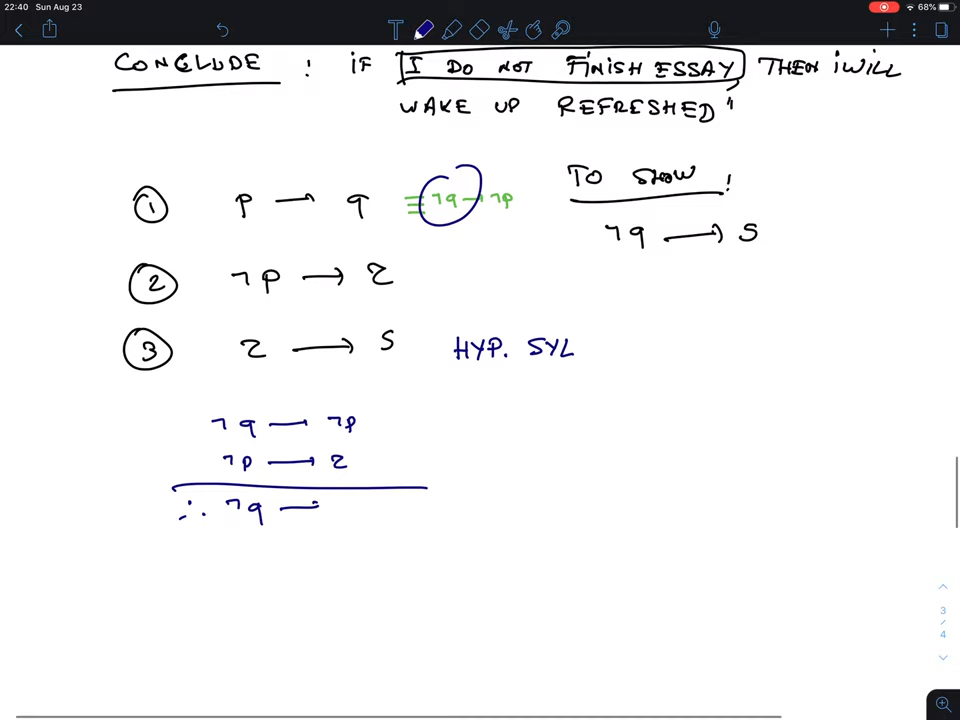 22:40 Sun Aug 23
68%
CONCLUDE : IF I DO NOT FINISH ESSAY THEN I WILL
WAKE UP REFRESHED"
TO SHOW !
① p → q ≡ ¬q → ¬p
¬q → S
② ¬p → r
③ r → S HYP. SYL
¬q → ¬p
¬p → r
∴ ¬q —
3
/
4